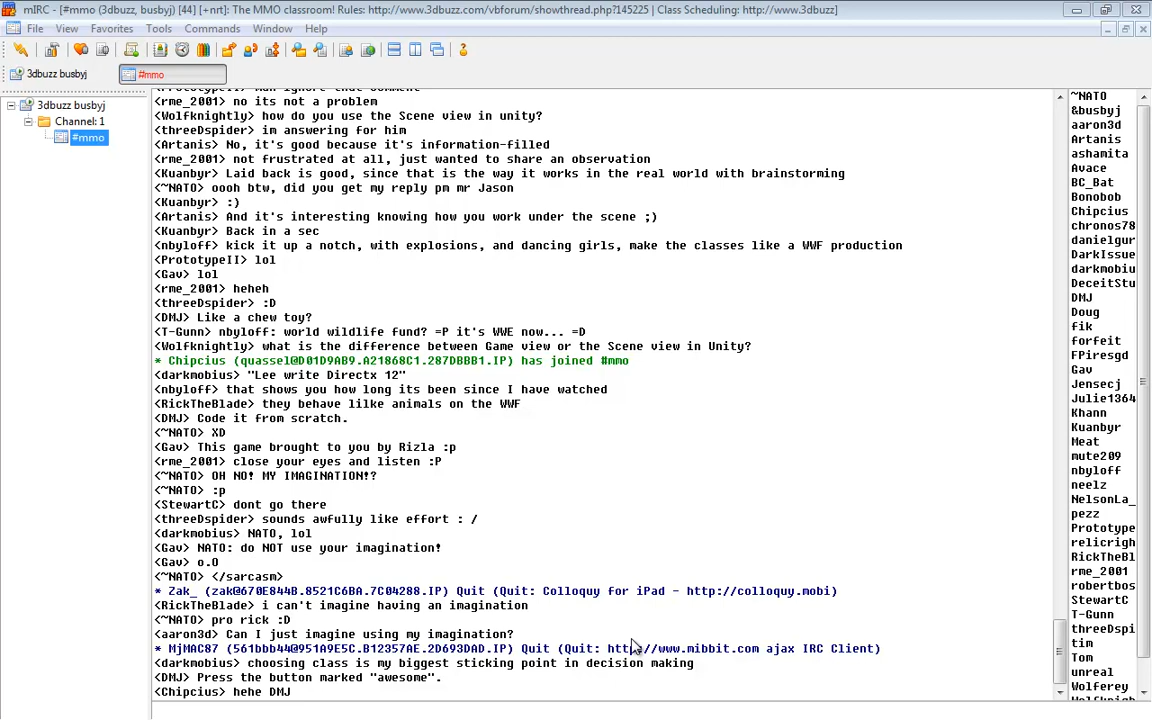 mIRC - [#mmo (3dbuzz, busbyj) [44] [+nrt]: The MMO classroom! Rules: http://www.3dbuzz.com/vbforum/showthread.php?145225 | Class Scheduling: http://www.3dbuzz]
File View Favorites Tools Commands Window Help
3dbuzz busbyj #mmo
3dbuzz busbyj
Channel: 1
#mmo
<rme_2001> no its not a problem
<Wolfknightly> how do you use the Scene view in unity?
<threeDspider> im answering for him
<Artanis> No, it's good because it's information-filled
<rme_2001> not frustrated at all, just wanted to share an observation
<Kuanbyr> Laid back is good, since that is the way it works in the real world with brainstorming
<~NATO> oooh btw, did you get my reply pm mr Jason
<Kuanbyr> :)
<Artanis> And it's interesting knowing how you work under the scene ;)
<Kuanbyr> Back in a sec
<nbyloff> kick it up a notch, with explosions, and dancing girls, make the classes like a WWF production
<PrototypeII> lol
<Gav> lol
<rme_2001> heheh
<threeDspider> :D
<DMJ> Like a chew toy?
<T-Gunn> nbyloff: world wildlife fund? =P it's WWE now... =D
<Wolfknightly> what is the difference between Game view or the Scene view in Unity?
* Chipcius (quassel@D01D9AB9.A21868C1.287DBBB1.IP) has joined #mmo
<darkmobius> "Lee write Directx 12"
<nbyloff> that shows you how long its been since I have watched
<RickTheBlade> they behave lilke animals on the WWF
<DMJ> Code it from scratch.
<~NATO> XD
<Gav> This game brought to you by Rizla :p
<rme_2001> close your eyes and listen :P
<~NATO> OH NO! MY IMAGINATION!?
<~NATO> :p
<StewartC> dont go there
<threeDspider> sounds awfully like effort : /
<darkmobius> NATO, lol
<Gav> NATO: do NOT use your imagination!
<Gav> o.O
<~NATO> </sarcasm>
* Zak_ (zak@670E844B.8521C6BA.7C04288.IP) Quit (Quit: Colloquy for iPad - http://colloquy.mobi)
<RickTheBlade> i can't imagine having an imagination
<~NATO> pro rick :D
<aaron3d> Can I just imagine using my imagination?
* MjMAC87 (561bbb44@951A9E5C.B12357AE.2D693DAD.IP) Quit (Quit: http://www.mibbit.com ajax IRC Client)
<darkmobius> choosing class is my biggest sticking point in decision making
<DMJ> Press the button marked "awesome".
<Chipcius> hehe DMJ
~NATO
&busbyj
aaron3d
Artanis
ashamita
Avace
BC_Bat
Bonobob
Chipcius
chronos78
danielgur
DarkIssue
darkmobiu
DeceitStu
DMJ
Doug
fik
forfeit
FPiresgd
Gav
Jensecj
Julie1364
Khann
Kuanbyr
Meat
mute209
nbyloff
neelz
NelsonLa_
pezz
Prototype
relicrigh
RickTheBl
rme_2001
robertbos
StewartC
T-Gunn
threeDspi
tim
Tom
unreal
Wolferey